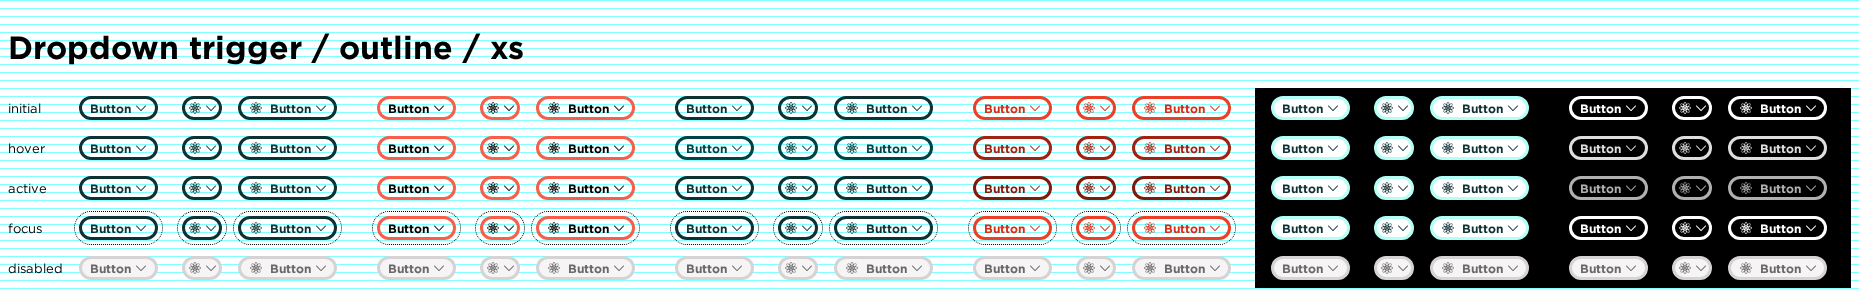 Dropdown trigger / outline / xs
initial Button Button Button Button Button Button Button Button Button Button Button Button
hover Button Button Button Button Button Button Button Button Button Button Button Button
active Button Button Button Button Button Button Button Button Button Button Button Button
focus Button Button Button Button Button Button Button Button Button Button Button Button
disabled Button Button Button Button Button Button Button Button Button Button Button Button